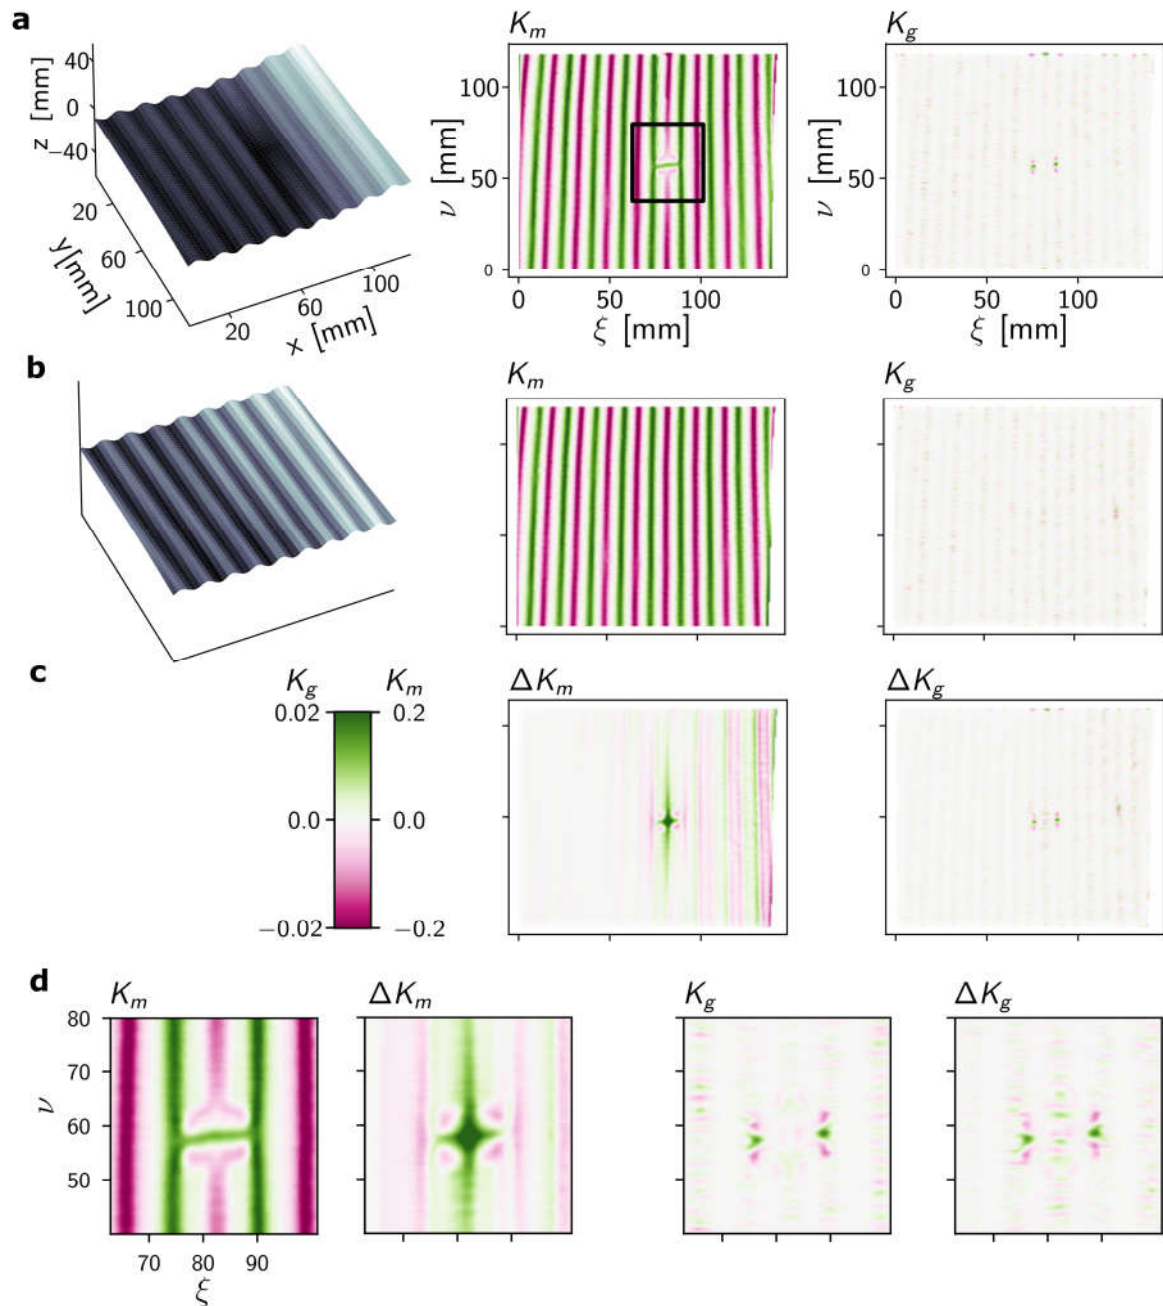 a
z [mm]
40
0
−40
20
60
100
y[mm]
20
60
100
x [mm]
K_m
100
50
0
ν [mm]
0
50
100
ξ [mm]
K_g
100
50
0
ν [mm]
0
50
100
ξ [mm]
b
K_m
K_g
c
K_g K_m
0.02 0.2
0.0 0.0
−0.02 −0.2
ΔK_m
ΔK_g
d
K_m
80
70
60
50
ν
70 80 90
ξ
ΔK_m
K_g
ΔK_g